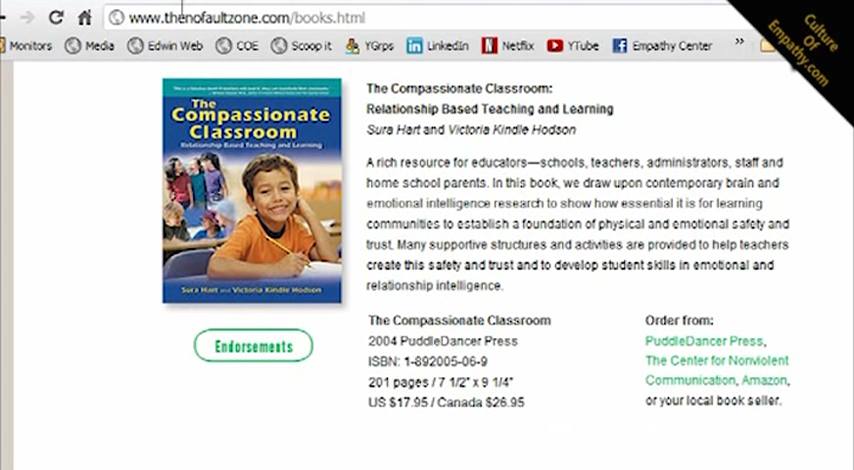 www.thenofaultzone.com/books.html
Monitors Media Edwin Web COE Scoop it YGrps LinkedIn Netflix YTube Empathy Center »
Culture
Of
Empathy.com
The
Compassionate
Classroom
Relationship Based Teaching and Learning
Sura Hart and Victoria Kindle Hodson
Endorsements
The Compassionate Classroom:
Relationship Based Teaching and Learning
Sura Hart and Victoria Kindle Hodson
A rich resource for educators—schools, teachers, administrators, staff and
home school parents. In this book, we draw upon contemporary brain and
emotional intelligence research to show how essential it is for learning
communities to establish a foundation of physical and emotional safety and
trust. Many supportive structures and activities are provided to help teachers
create this safety and trust and to develop student skills in emotional and
relationship intelligence.
The Compassionate Classroom
2004 PuddleDancer Press
ISBN: 1-892005-06-9
201 pages / 7 1/2" x 9 1/4"
US $17.95 / Canada $26.95
Order from:
PuddleDancer Press,
The Center for Nonviolent
Communication, Amazon,
or your local book seller.